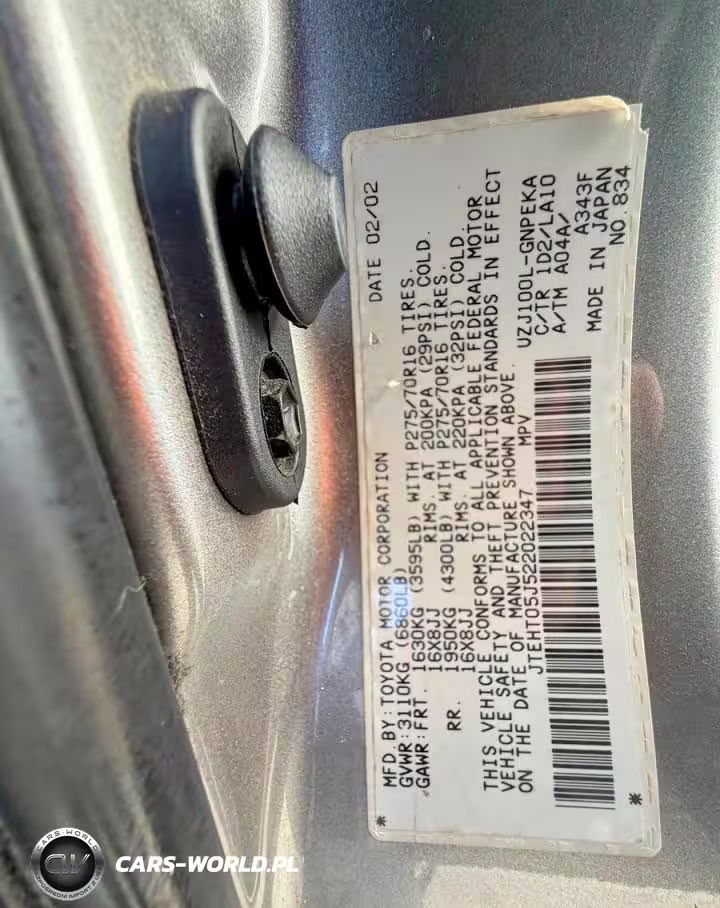 MFD. BY: TOYOTA MOTOR CORPORATION DATE 02/02
GVWR: 3110KG (6860LB)
GAWR: FRT. 1630KG (3595LB) WITH P275/70R16 TIRES.
16X8JJ RIMS. AT 200KPA (29PSI) COLD.
RR. 1950KG (4300LB) WITH P275/70R16 TIRES.
16X8JJ RIMS. AT 220KPA (32PSI) COLD.
THIS VEHICLE CONFORMS TO ALL APPLICABLE FEDERAL MOTOR
VEHICLE SAFETY AND THEFT PREVENTION STANDARDS IN EFFECT
ON THE DATE OF MANUFACTURE SHOWN ABOVE.
JTEHT05J522022347 MPV
UZJ100L-GNPEKA
C/TR 1D2/LA10
A/TM A04A/
A343F
MADE IN JAPAN
NO.834
* *
CARS-WORLD
CW
CARS-WORLD.PL